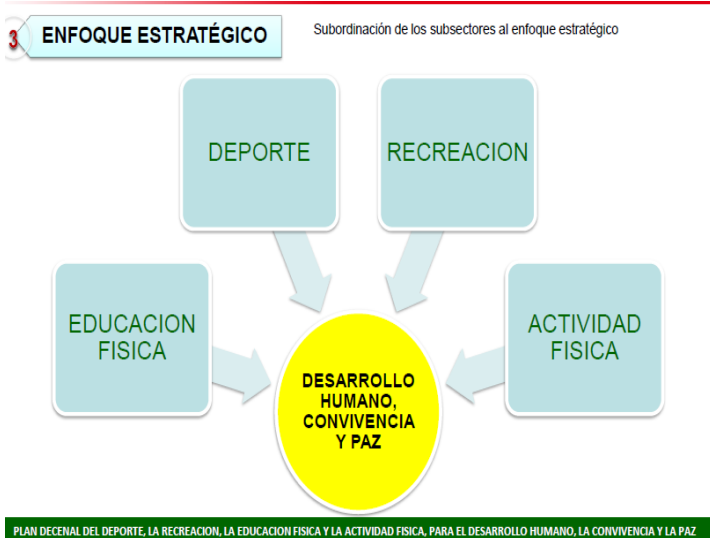 3
ENFOQUE ESTRATÉGICO
Subordinación de los subsectores al enfoque estratégico
DEPORTE
RECREACION
EDUCACION
FISICA
ACTIVIDAD
FISICA
DESARROLLO
HUMANO,
CONVIVENCIA
Y PAZ
PLAN DECENAL DEL DEPORTE, LA RECREACION, LA EDUCACION FISICA Y LA ACTIVIDAD FISICA, PARA EL DESARROLLO HUMANO, LA CONVIVENCIA Y LA PAZ